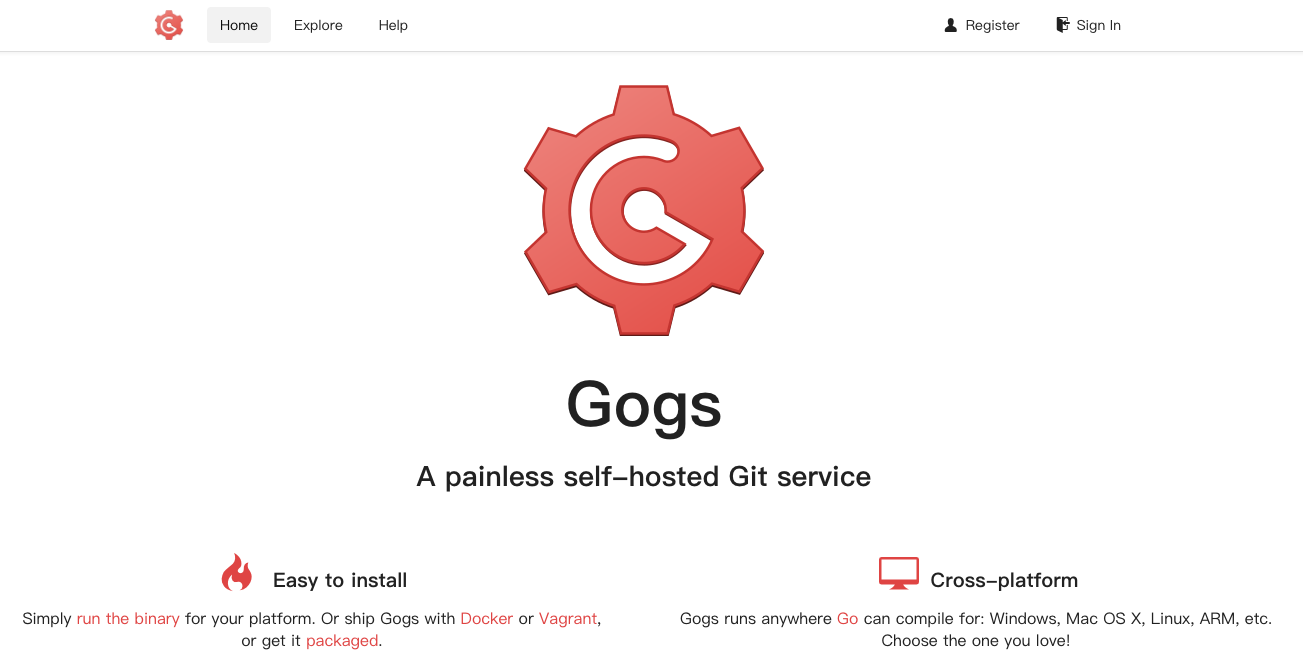 Home Explore Help Register Sign In
Gogs
A painless self-hosted Git service
Easy to install
Simply run the binary for your platform. Or ship Gogs with Docker or Vagrant,
or get it packaged.
Cross-platform
Gogs runs anywhere Go can compile for: Windows, Mac OS X, Linux, ARM, etc.
Choose the one you love!